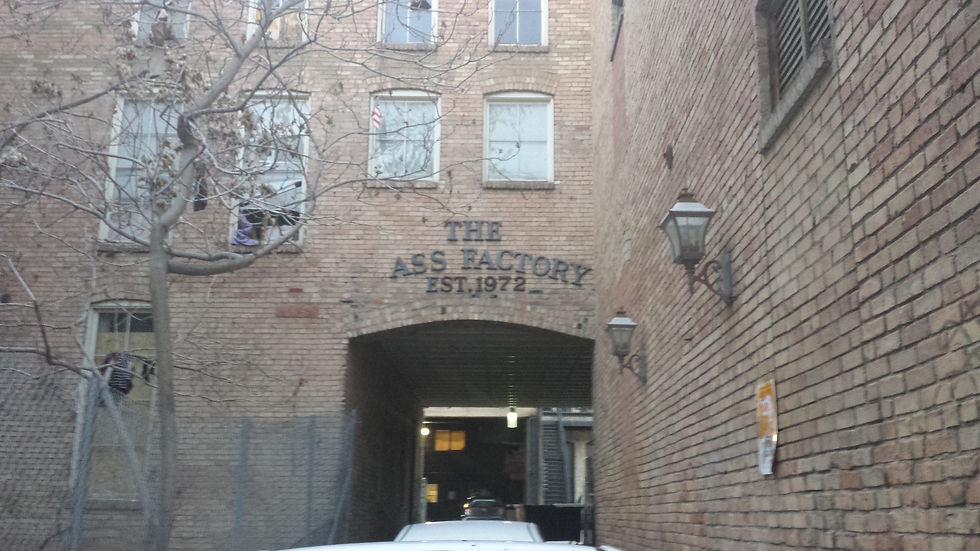 THE
ASS FACTORY
EST. 1972